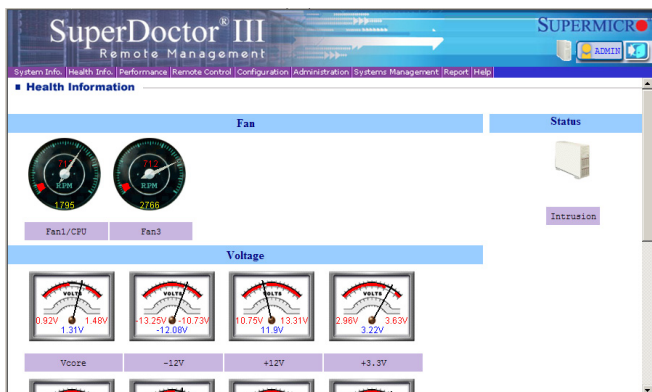 SuperDoctor® III
Remote Management
SUPERMICRO
ADMIN
System Info. |Health Info. |Performance |Remote Control |Configuration |Administration |Systems Management |Report |Help|
Health Information
Fan
Status
712
RPM
1795
712
RPM
2766
Fan1/CPU
Fan3
Intrusion
Voltage
VOLTS
0.92V 1.48V
1.31V
VOLTS
-13.25V -10.73V
-12.08V
VOLTS
10.75V 13.31V
11.9V
VOLTS
2.96V 3.63V
3.22V
Vcore
-12V
+12V
+3.3V